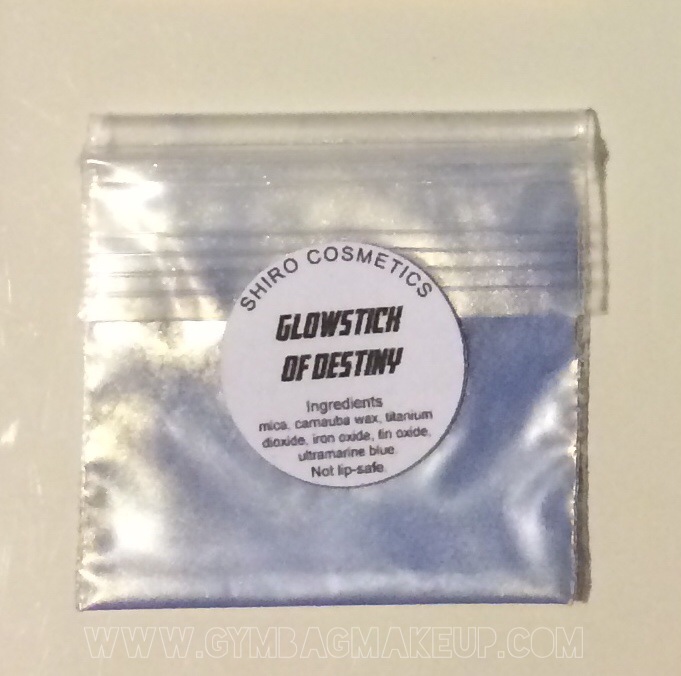 SHIRO COSMETICS
GLOWSTICK
OF DESTINY
Ingredients
mica, carnauba wax, titanium
dioxide, iron oxide, tin oxide,
ultramarine blue.
Not lip-safe.
WWW.GYMBAGMAKEUP.COM